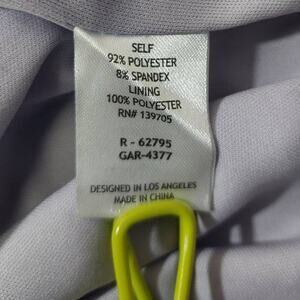 SELF
92% POLYESTER
8% SPANDEX
LINING
100% POLYESTER
RN# 139705
R - 62795
GAR-4377
DESIGNED IN LOS ANGELES
MADE IN CHINA